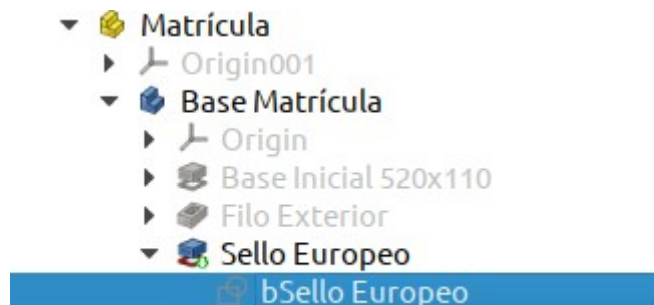 Matrícula
Origin001
Base Matrícula
Origin
Base Inicial 520x110
Filo Exterior
Sello Europeo
bSello Europeo